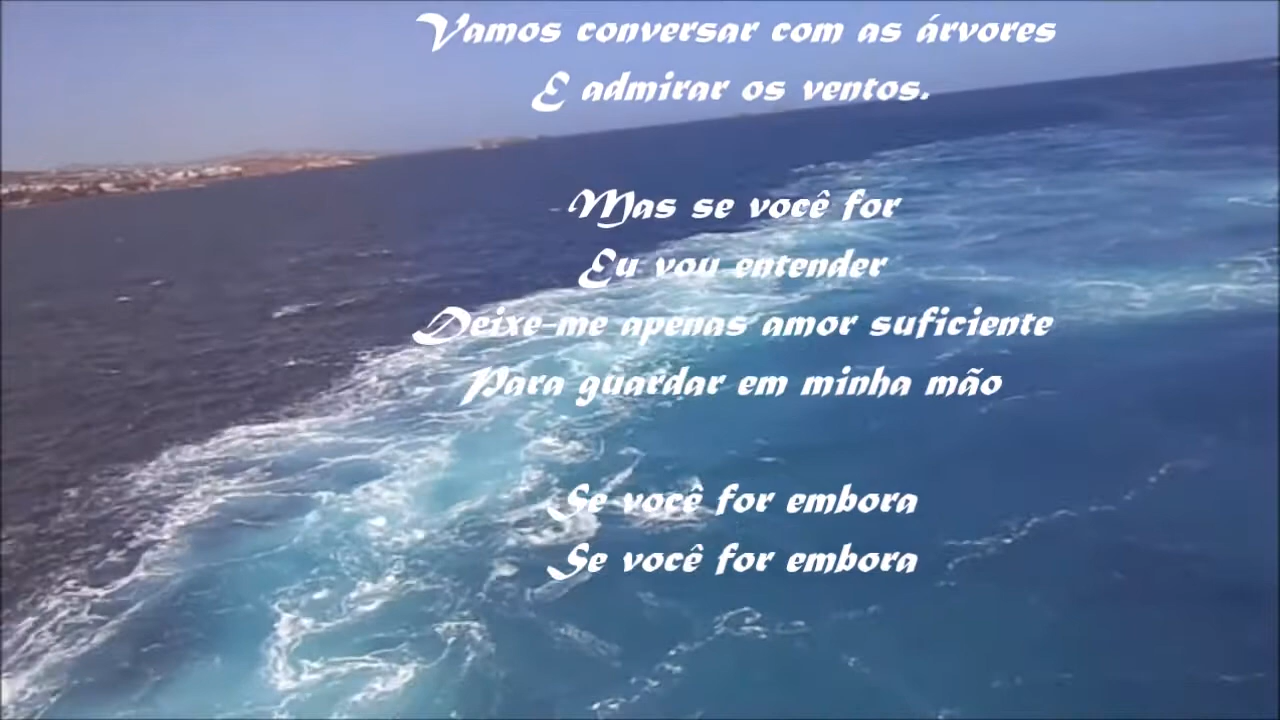 Vamos conversar com as árvores
E admirar os ventos.
Mas se você for
Eu vou entender
Deixe-me apenas amor suficiente
Para guardar em minha mão
Se você for embora
Se você for embora